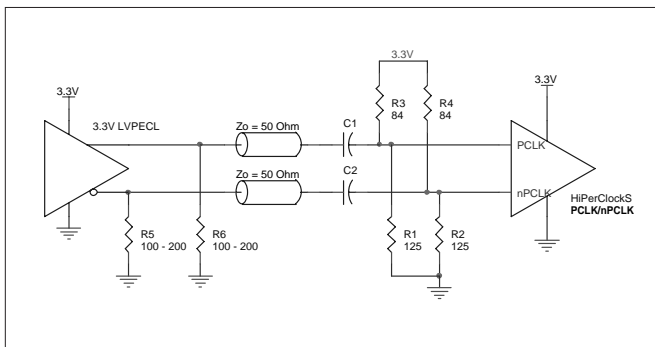 3.3V
3.3V
3.3V
R3
84
R4
84
3.3V LVPECL
Zo = 50 Ohm
C1
PCLK
Zo = 50 Ohm
C2
nPCLK
HiPerClockS
PCLK/nPCLK
R5
100 - 200
R6
100 - 200
R1
125
R2
125